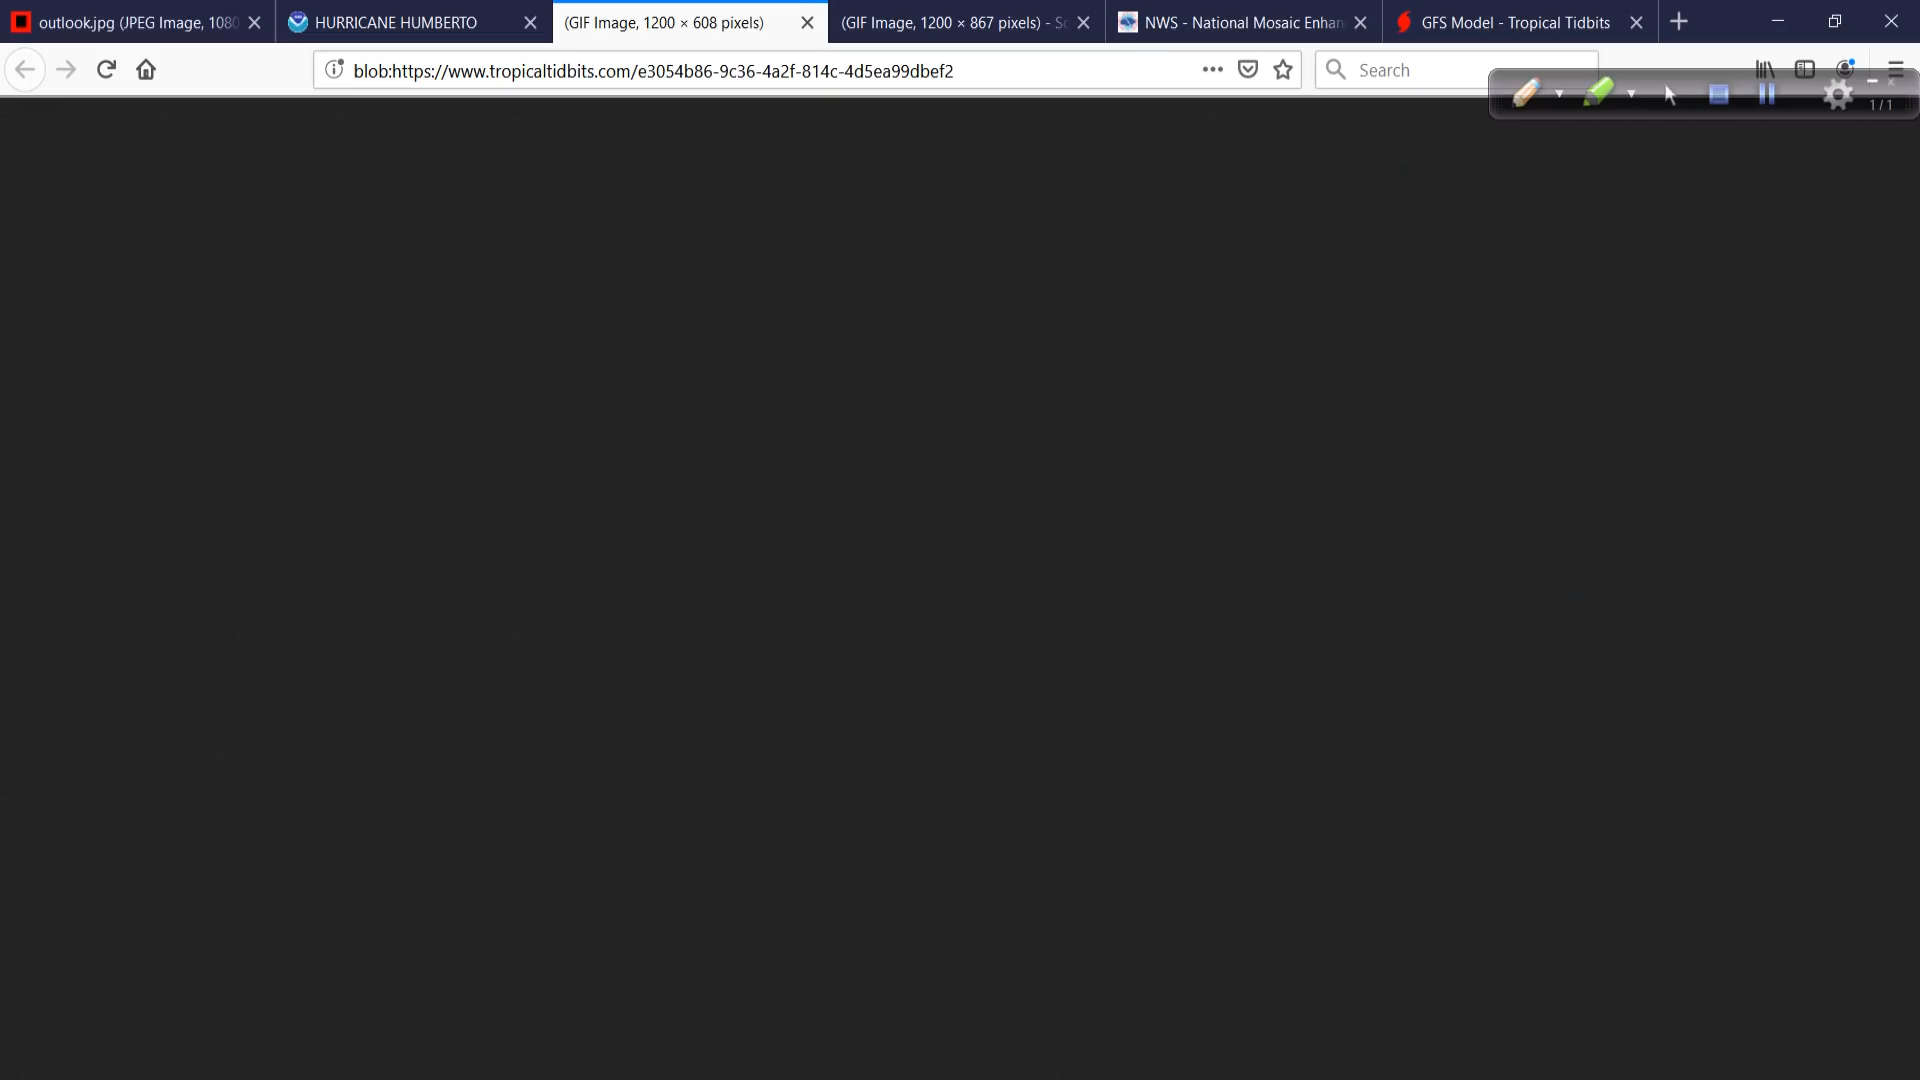 outlook.jpg (JPEG Image, 1080
HURRICANE HUMBERTO
(GIF Image, 1200 × 608 pixels)
(GIF Image, 1200 × 867 pixels) - Sc
NWS - National Mosaic Enhan
GFS Model - Tropical Tidbits
blob:https://www.tropicaltidbits.com/e3054b86-9c36-4a2f-814c-4d5ea99dbef2
Search
1/1